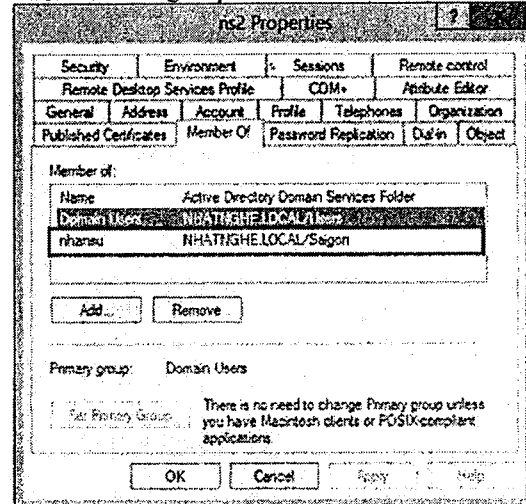 ns2 Properties
?
Security Environment Sessions Remote control
Remote Desktop Services Profile COM+ Attribute Editor
General Address Account Profile Telephones Organization
Published Certificates Member Of Password Replication Dial-in Object
Member of:
Name Active Directory Domain Services Folder
Domain Users NHATNGHE.LOCAL/Users
nhansu NHATNGHE.LOCAL/Saigon
Add... Remove
Primary group: Domain Users
Set Primary Group
There is no need to change Primary group unless
you have Macintosh clients or POSIX-compliant
applications.
OK Cancel Apply Help